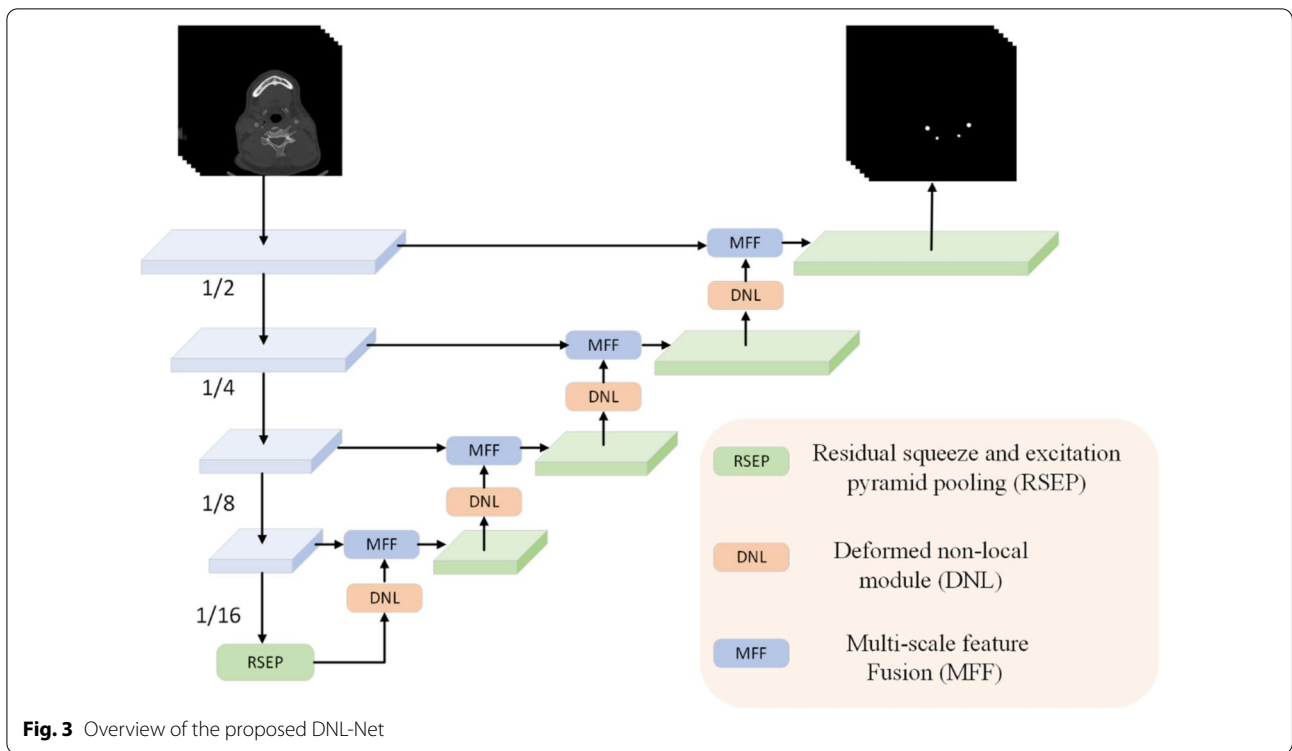 MFF
1/2
DNL
MFF
1/4
DNL
MFF
1/8
DNL
MFF
1/16
DNL
RSEP
RSEP
Residual squeeze and excitation
pyramid pooling (RSEP)
DNL
Deformed non-local
module (DNL)
MFF
Multi-scale feature
Fusion (MFF)
Fig. 3 Overview of the proposed DNL-Net